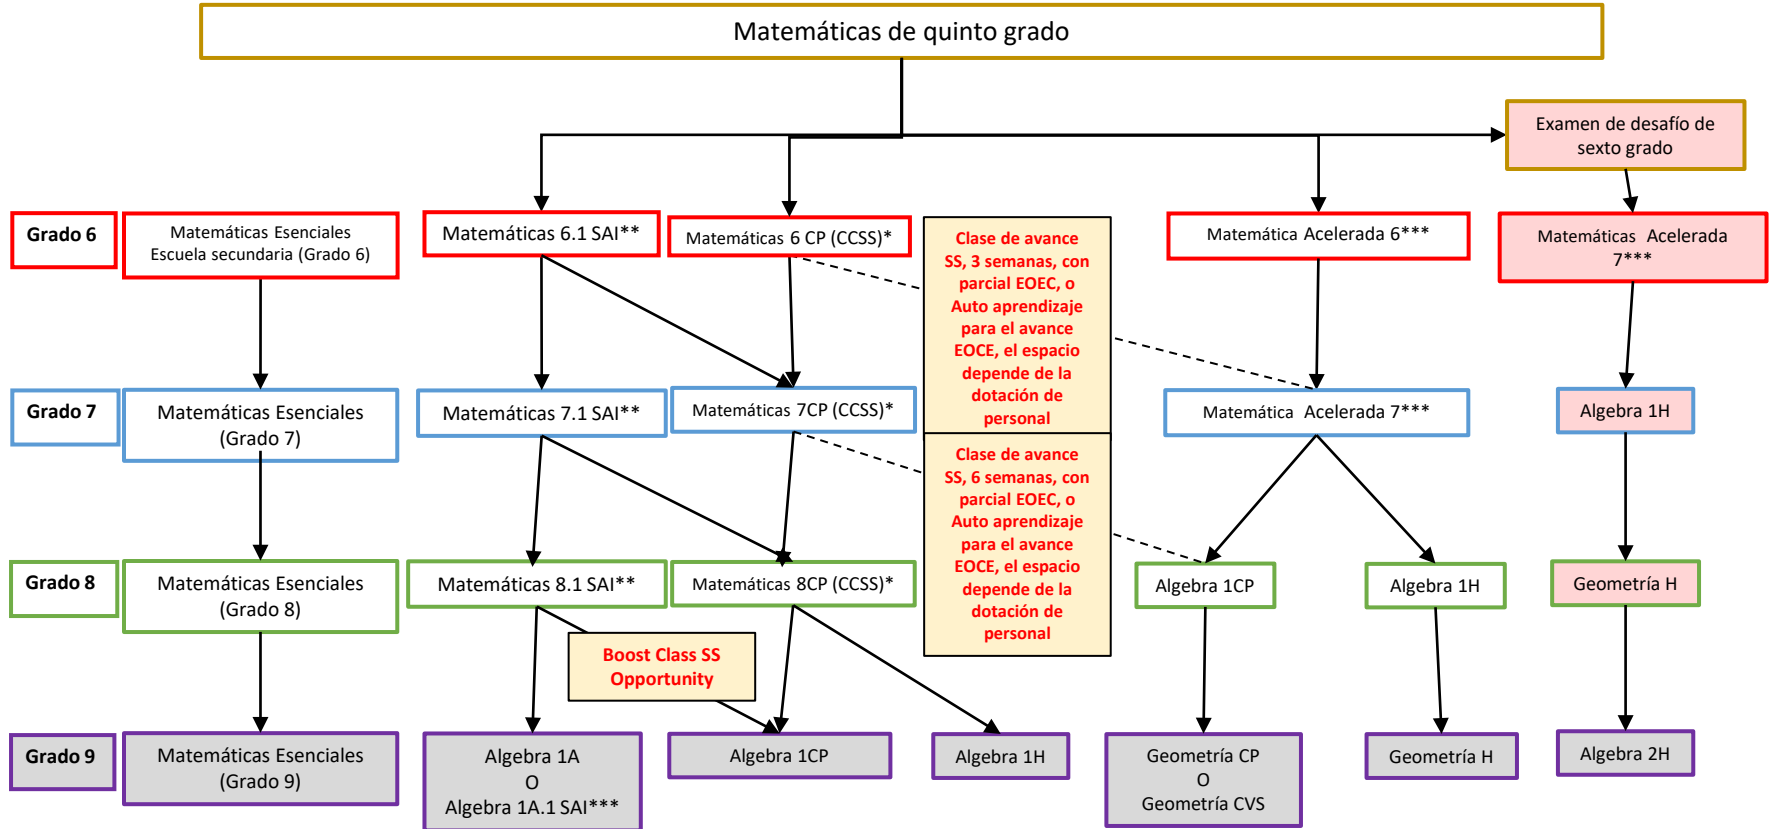 Matemáticas de quinto grado
Examen de desafío de
sexto grado
Grado 6
Matemáticas Esenciales
Escuela secundaria (Grado 6)
Matemáticas 6.1 SAI**
Matemáticas 6 CP (CCSS)*
Clase de avance
SS, 3 semanas, con
parcial EOEC, o
Auto aprendizaje
para el avance
EOCE, el espacio
depende de la
dotación de
personal
Matemática Acelerada 6***
Matemáticas Acelerada
7***
Grado 7
Matemáticas Esenciales
(Grado 7)
Matemáticas 7.1 SAI**
Matemáticas 7CP (CCSS)*
Matemática Acelerada 7***
Algebra 1H
Clase de avance
SS, 6 semanas, con
parcial EOEC, o
Auto aprendizaje
para el avance
EOCE, el espacio
depende de la
dotación de
personal
Grado 8
Matemáticas Esenciales
(Grado 8)
Matemáticas 8.1 SAI**
Matemáticas 8CP (CCSS)*
Algebra 1CP
Algebra 1H
Geometría H
Boost Class SS
Opportunity
Grado 9
Matemáticas Esenciales
(Grado 9)
Algebra 1A
O
Algebra 1A.1 SAI***
Algebra 1CP
Algebra 1H
Geometría CP
O
Geometría CVS
Geometría H
Algebra 2H